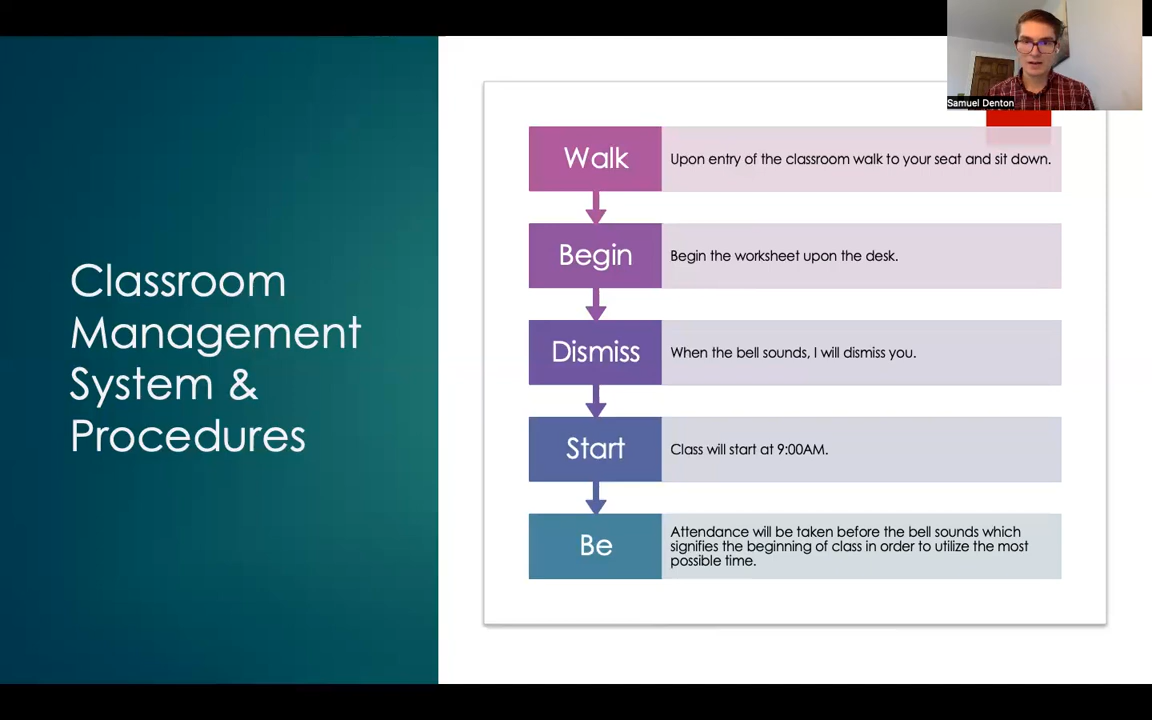 Samuel Denton
Classroom
Management
System &
Procedures
Walk
Upon entry of the classroom walk to your seat and sit down.
Begin
Begin the worksheet upon the desk.
Dismiss
When the bell sounds, I will dismiss you.
Start
Class will start at 9:00AM.
Be
Attendance will be taken before the bell sounds which
signifies the beginning of class in order to utilize the most
possible time.